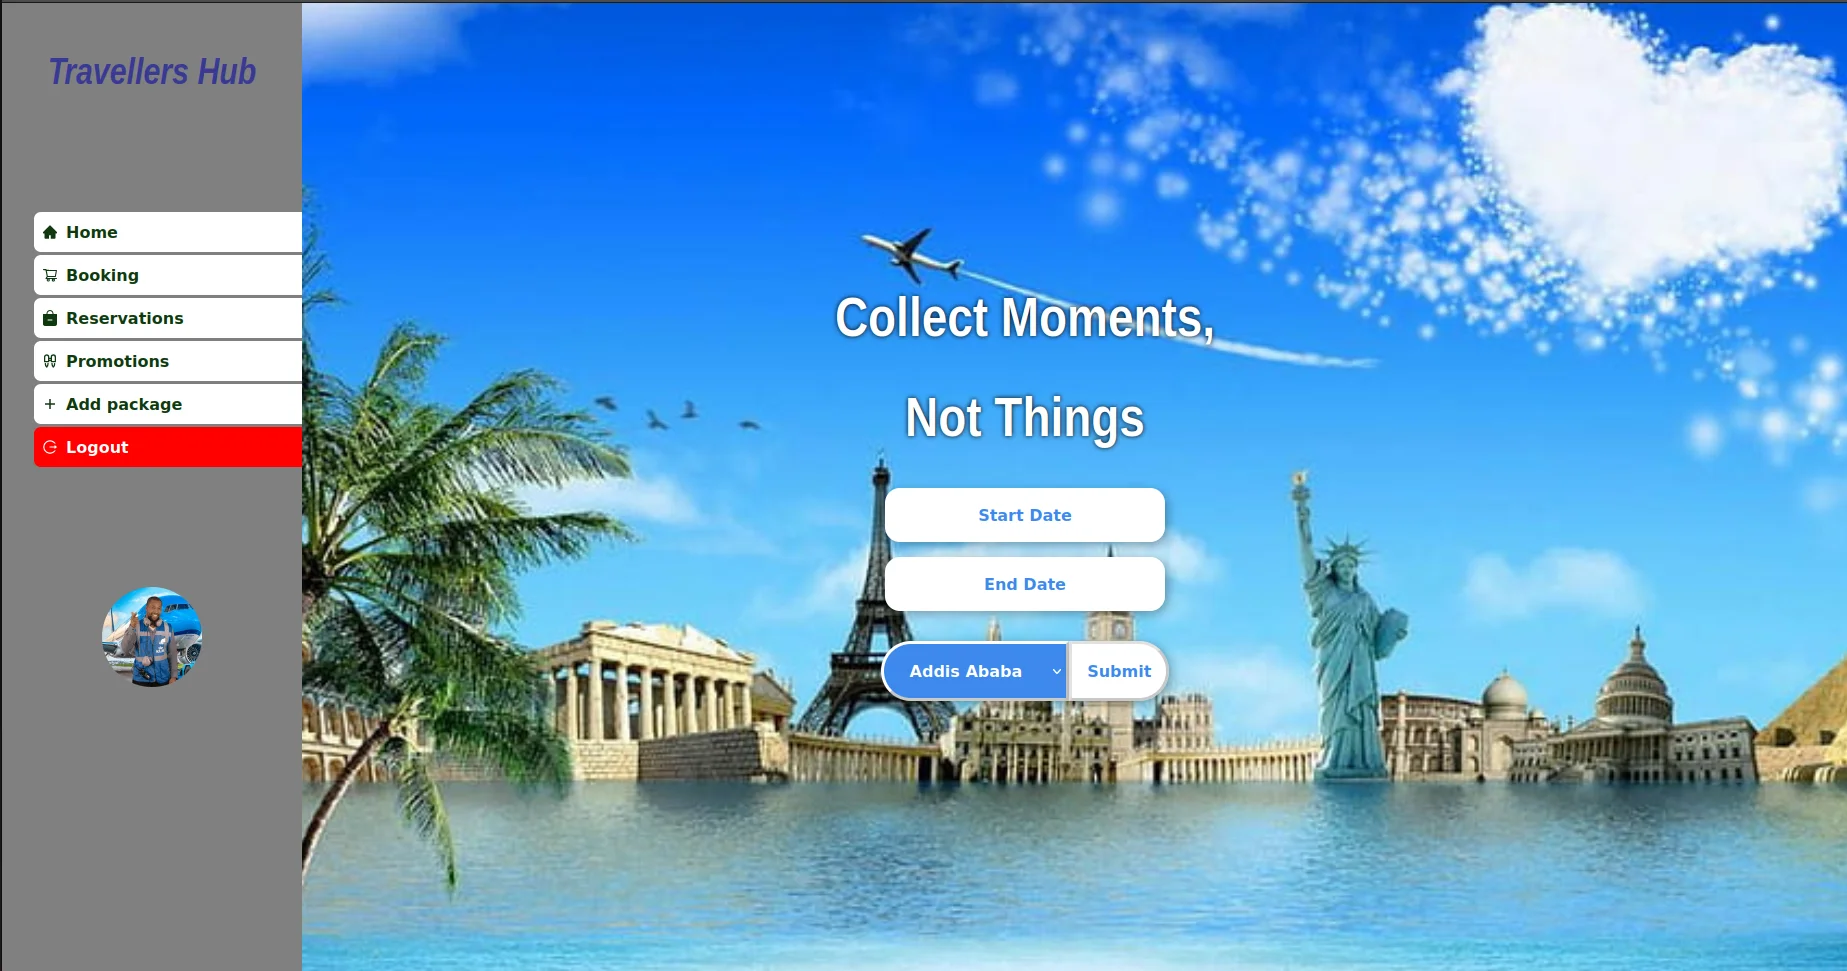 Travellers Hub
Home
Booking
Reservations
Promotions
Add package
Logout
Collect Moments,
Not Things
Start Date
End Date
Addis Ababa
Submit